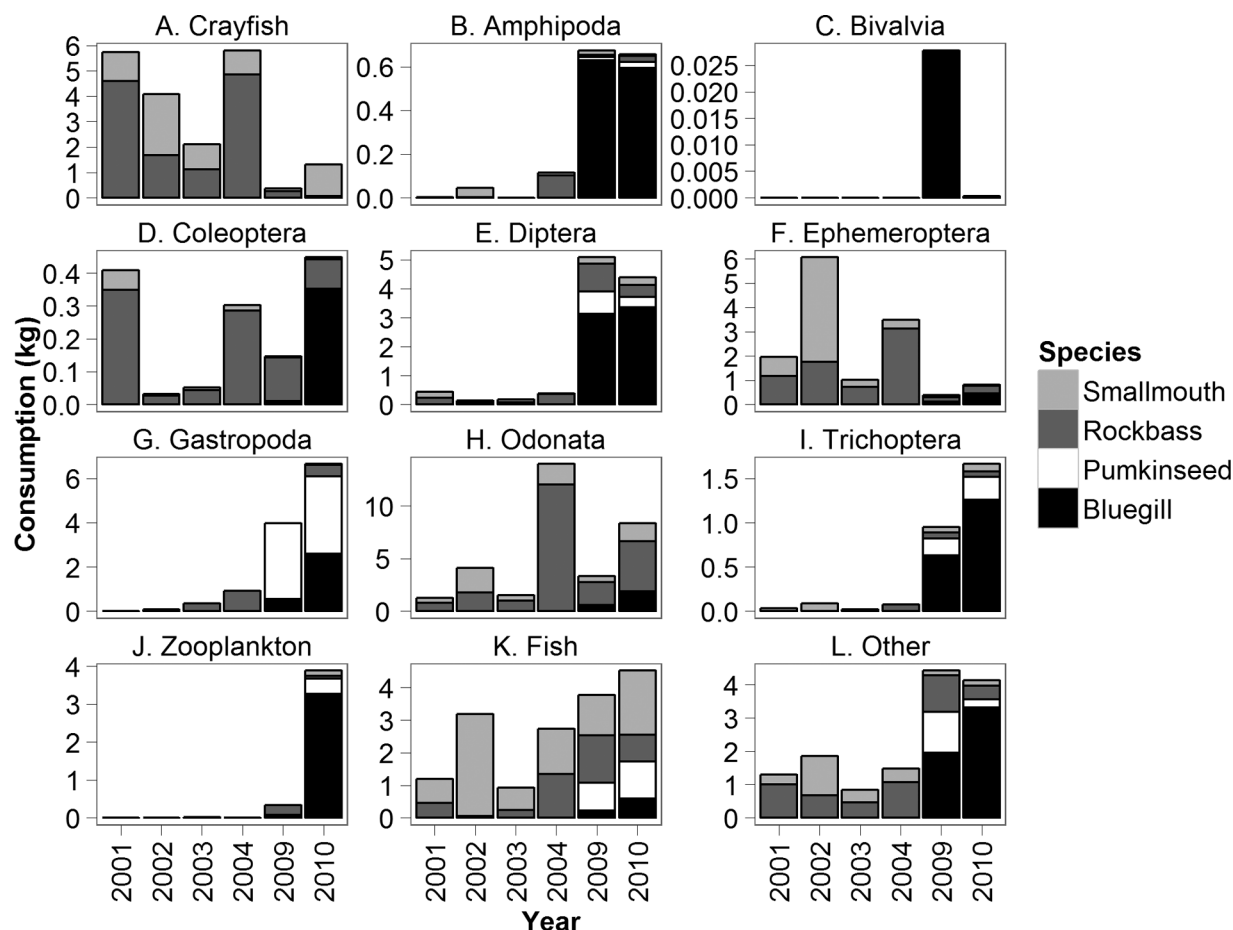 A. Crayfish
B. Amphipoda
C. Bivalvia
6
5
4
3
2
1
0
0.6
0.4
0.2
0.0
0.025
0.020
0.015
0.010
0.005
0.000
D. Coleoptera
E. Diptera
F. Ephemeroptera
0.4
0.3
0.2
0.1
0.0
5
4
3
2
1
0
6
5
4
3
2
1
0
G. Gastropoda
H. Odonata
I. Trichoptera
6
4
2
0
10
5
0
1.5
1.0
0.5
0.0
J. Zooplankton
K. Fish
L. Other
4
3
2
1
0
4
3
2
1
0
4
3
2
1
0
2001 2002 2003 2004 2009 2010
2001 2002 2003 2004 2009 2010
2001 2002 2003 2004 2009 2010
Year
Consumption (kg)
Species
Smallmouth
Rockbass
Pumkinseed
Bluegill